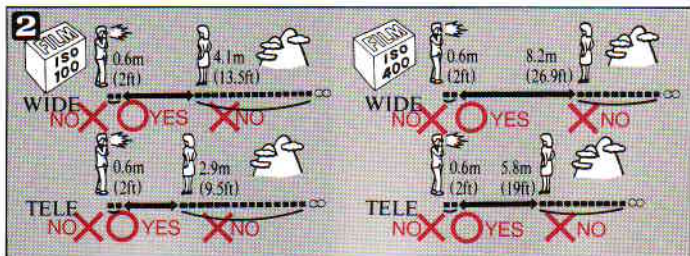 2
FILM ISO 100
0.6m (2ft)
4.1m (13.5ft)
WIDE
∞
NO YES NO
0.6m (2ft)
2.9m (9.5ft)
TELE
∞
NO YES NO
FILM ISO 400
0.6m (2ft)
8.2m (26.9ft)
WIDE
∞
NO YES NO
0.6m (2ft)
5.8m (19ft)
TELE
∞
NO YES NO